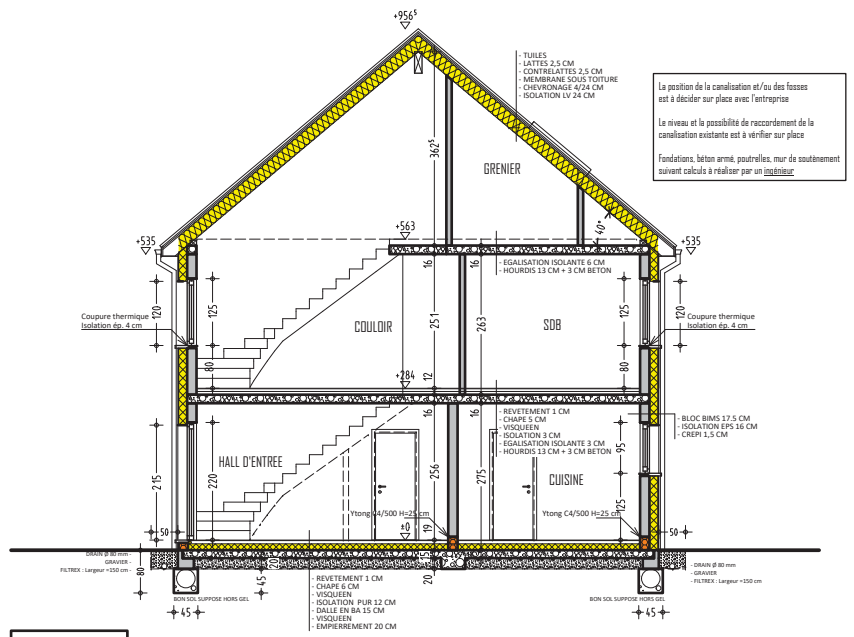 +956⁵
- TUILES
- LATTES 2,5 CM
- CONTRELATTES 2,5 CM
- MEMBRANE SOUS TOITURE
- CHEVRONAGE 4/24 CM
- ISOLATION LV 24 CM
La position de la canalisation et/ou des fosses
est à décider sur place avec l'entreprise
Le niveau et la possibilité de raccordement de la
canalisation existante est à vérifier sur place
Fondations, béton armé, poutrelles, mur de soutènement
suivant calculs à réaliser par un ingénieur
362⁵
GRENIER
40°
+535
+563
+535
16
16
- EGALISATION ISOLANTE 6 CM
- HOURDIS 13 CM + 3 CM BETON
120
125
251
263
125
120
Coupure thermique
Isolation ép. 4 cm
COULOIR
SDB
Coupure thermique
Isolation ép. 4 cm
80
+284
12
80
16
16
- REVETEMENT 1 CM
- CHAPE 5 CM
- VISQUEEN
- ISOLATION 3 CM
- EGALISATION ISOLANTE 3 CM
- HOURDIS 13 CM + 3 CM BETON
- BLOC BIMS 17.5 CM
- ISOLATION EPS 16 CM
- CREPI 1,5 CM
215
220
HALL D'ENTREE
256
275
CUISINE
95
125
Ytong C4/500 H=25 cm
Ytong C4/500 H=25 cm
50
±0
19
50
DRAIN Ø 80 mm -
GRAVIER -
FILTREX : Largeur =150 cm -
80
20
45
15
20
- DRAIN Ø 80 mm
- GRAVIER
- FILTREX : Largeur =150 cm
- REVETEMENT 1 CM
- CHAPE 6 CM
- VISQUEEN
- ISOLATION PUR 12 CM
- DALLE EN BA 15 CM
- VISQUEEN
- EMPIERREMENT 20 CM
BON SOL SUPPOSE HORS GEL
BON SOL SUPPOSE HORS GEL
45
45